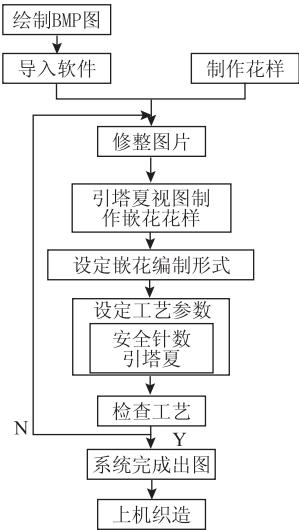 绘制BMP图
导入软件
制作花样
修整图片
引塔夏视图制
作嵌花花样
设定嵌花编制形式
设定工艺参数
安全针数
引塔夏
检查工艺
N
Y
系统完成出图
上机织造